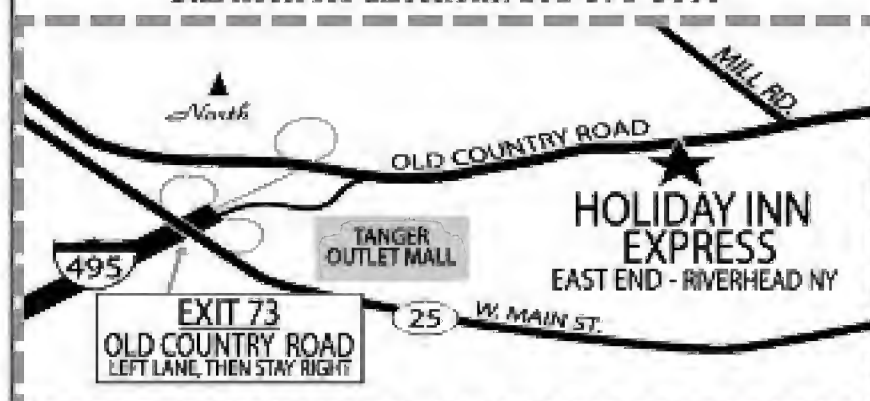 MILL RD.
North
OLD COUNTRY ROAD
HOLIDAY INN
EXPRESS
EAST END - RIVERHEAD NY
TANGER
OUTLET MALL
495
EXIT 73
OLD COUNTRY ROAD
LEFT LANE, THEN STAY RIGHT
25
W. MAIN ST.